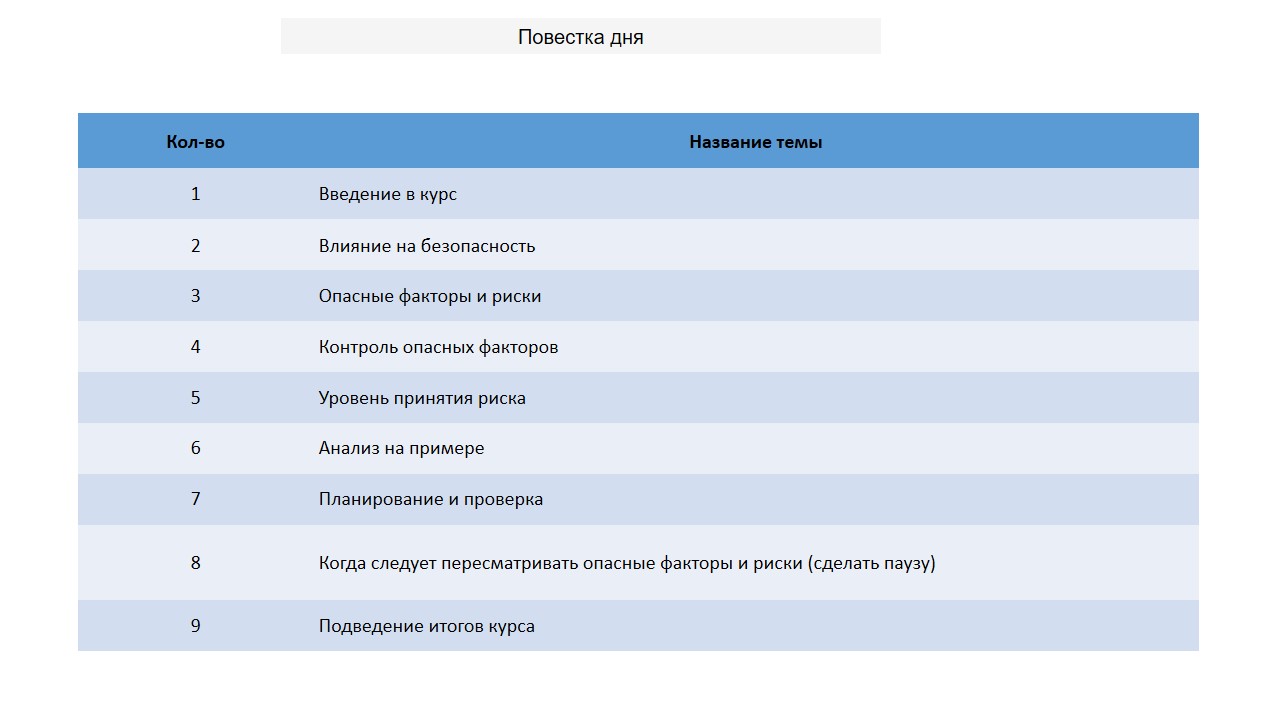 Повестка дня
Кол-во Название темы
1 Введение в курс
2 Влияние на безопасность
3 Опасные факторы и риски
4 Контроль опасных факторов
5 Уровень принятия риска
6 Анализ на примере
7 Планирование и проверка
8 Когда следует пересматривать опасные факторы и риски (сделать паузу)
9 Подведение итогов курса